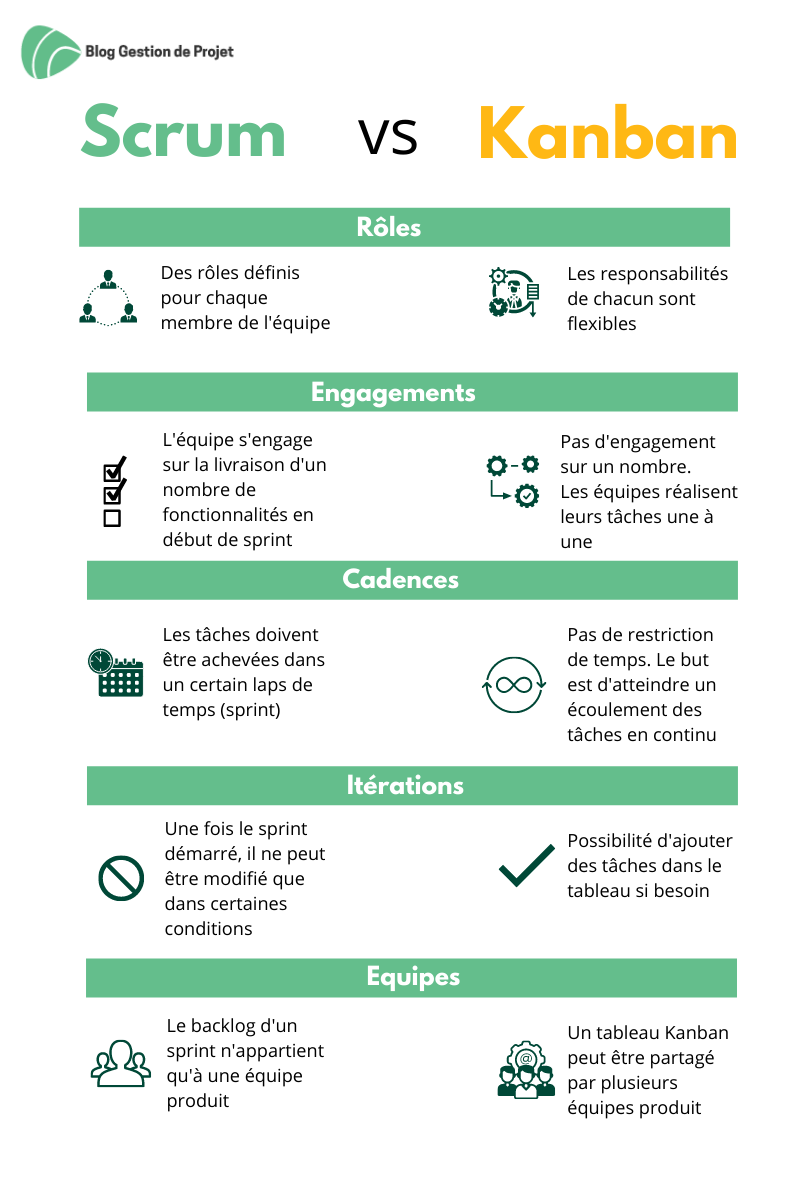 Blog Gestion de Projet
Scrum vs Kanban
Rôles
Des rôles définis
pour chaque
membre de l'équipe
Les responsabilités
de chacun sont
flexibles
Engagements
L'équipe s'engage
sur la livraison d'un
nombre de
fonctionnalités en
début de sprint
Pas d'engagement
sur un nombre.
Les équipes réalisent
leurs tâches une à
une
Cadences
Les tâches doivent
être achevées dans
un certain laps de
temps (sprint)
Pas de restriction
de temps. Le but
est d'atteindre un
écoulement des
tâches en continu
Itérations
Une fois le sprint
démarré, il ne peut
être modifié que
dans certaines
conditions
Possibilité d'ajouter
des tâches dans le
tableau si besoin
Equipes
Le backlog d'un
sprint n'appartient
qu'à une équipe
produit
Un tableau Kanban
peut être partagé
par plusieurs
équipes produit